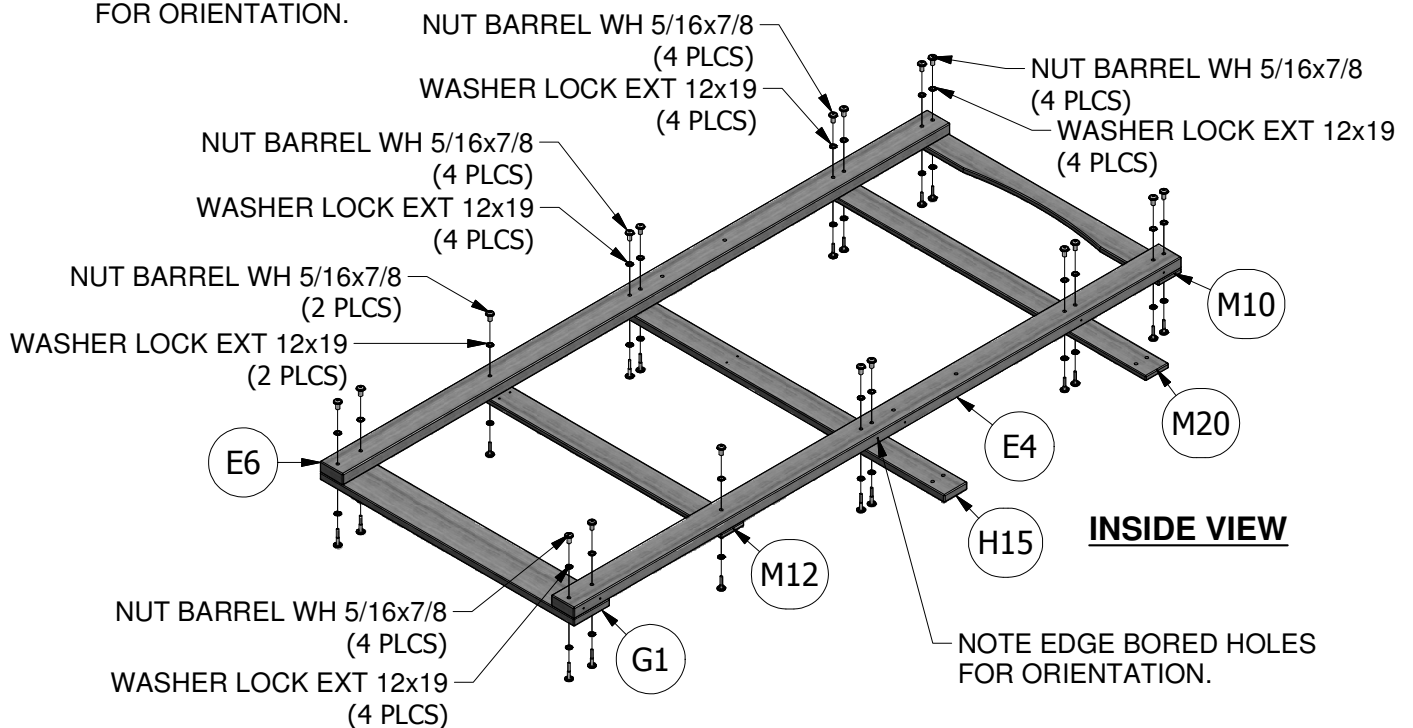 FOR ORIENTATION.
NUT BARREL WH 5/16x7/8
(4 PLCS)
WASHER LOCK EXT 12x19
(4 PLCS)
NUT BARREL WH 5/16x7/8
(4 PLCS)
WASHER LOCK EXT 12x19
(4 PLCS)
NUT BARREL WH 5/16x7/8
(4 PLCS)
WASHER LOCK EXT 12x19
(4 PLCS)
NUT BARREL WH 5/16x7/8
(2 PLCS)
WASHER LOCK EXT 12x19
(2 PLCS)
M10
M20
E4
E6
H15
INSIDE VIEW
M12
NUT BARREL WH 5/16x7/8
(4 PLCS)
WASHER LOCK EXT 12x19
(4 PLCS)
G1
NOTE EDGE BORED HOLES
FOR ORIENTATION.